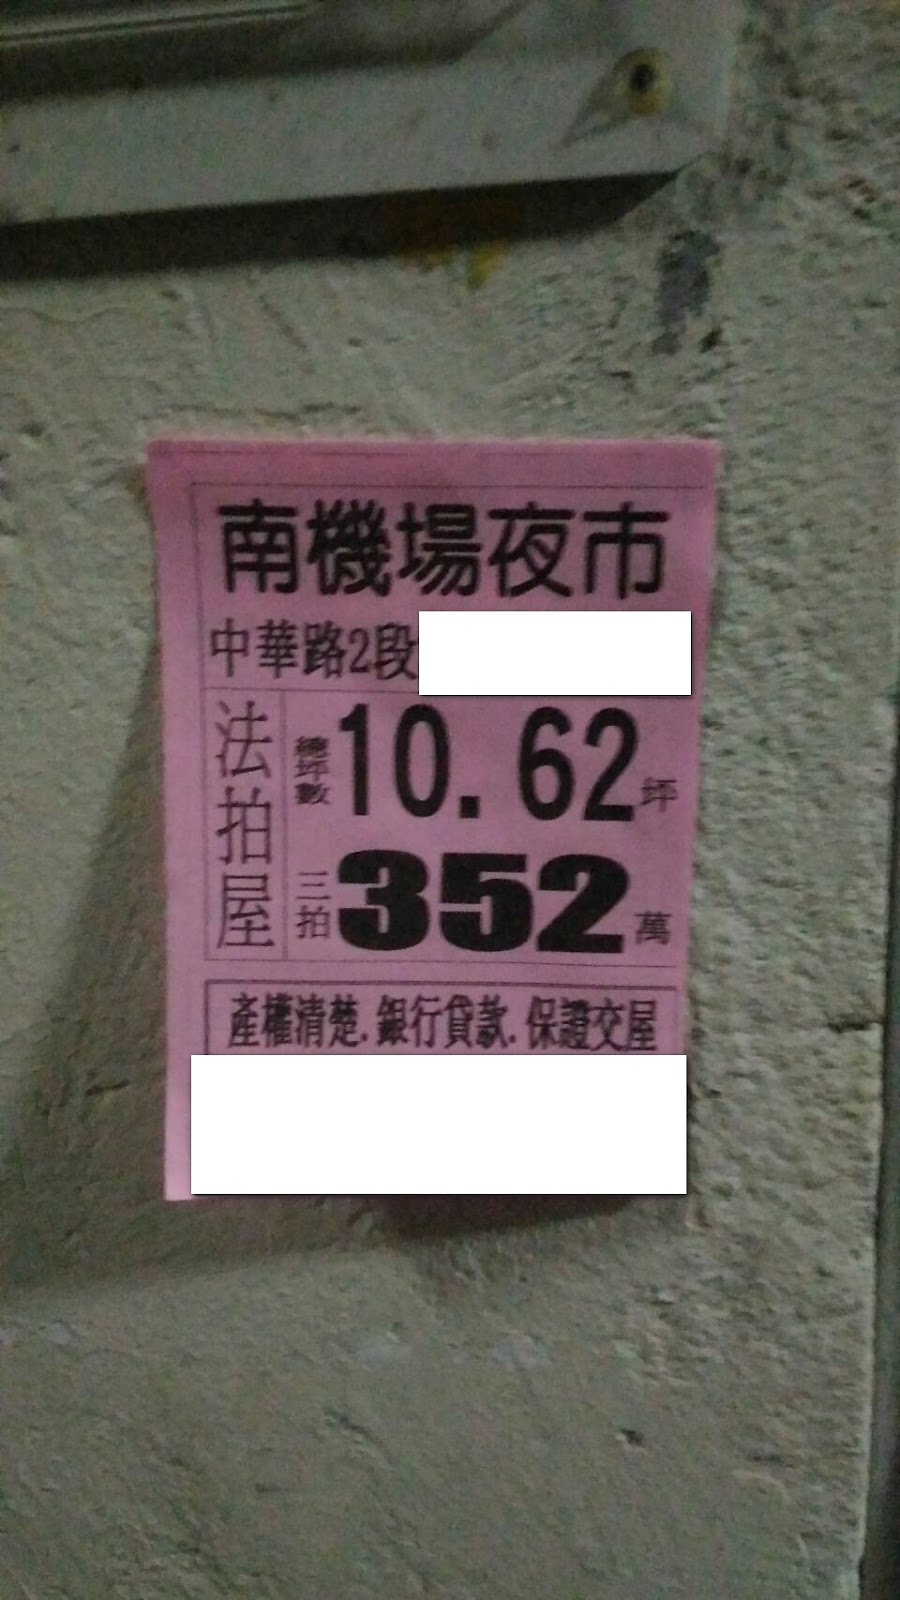 南機場夜市
中華路2段
法拍屋
總坪數 10.62 坪
三拍 352 萬
產權清楚.銀行貸款.保證交屋